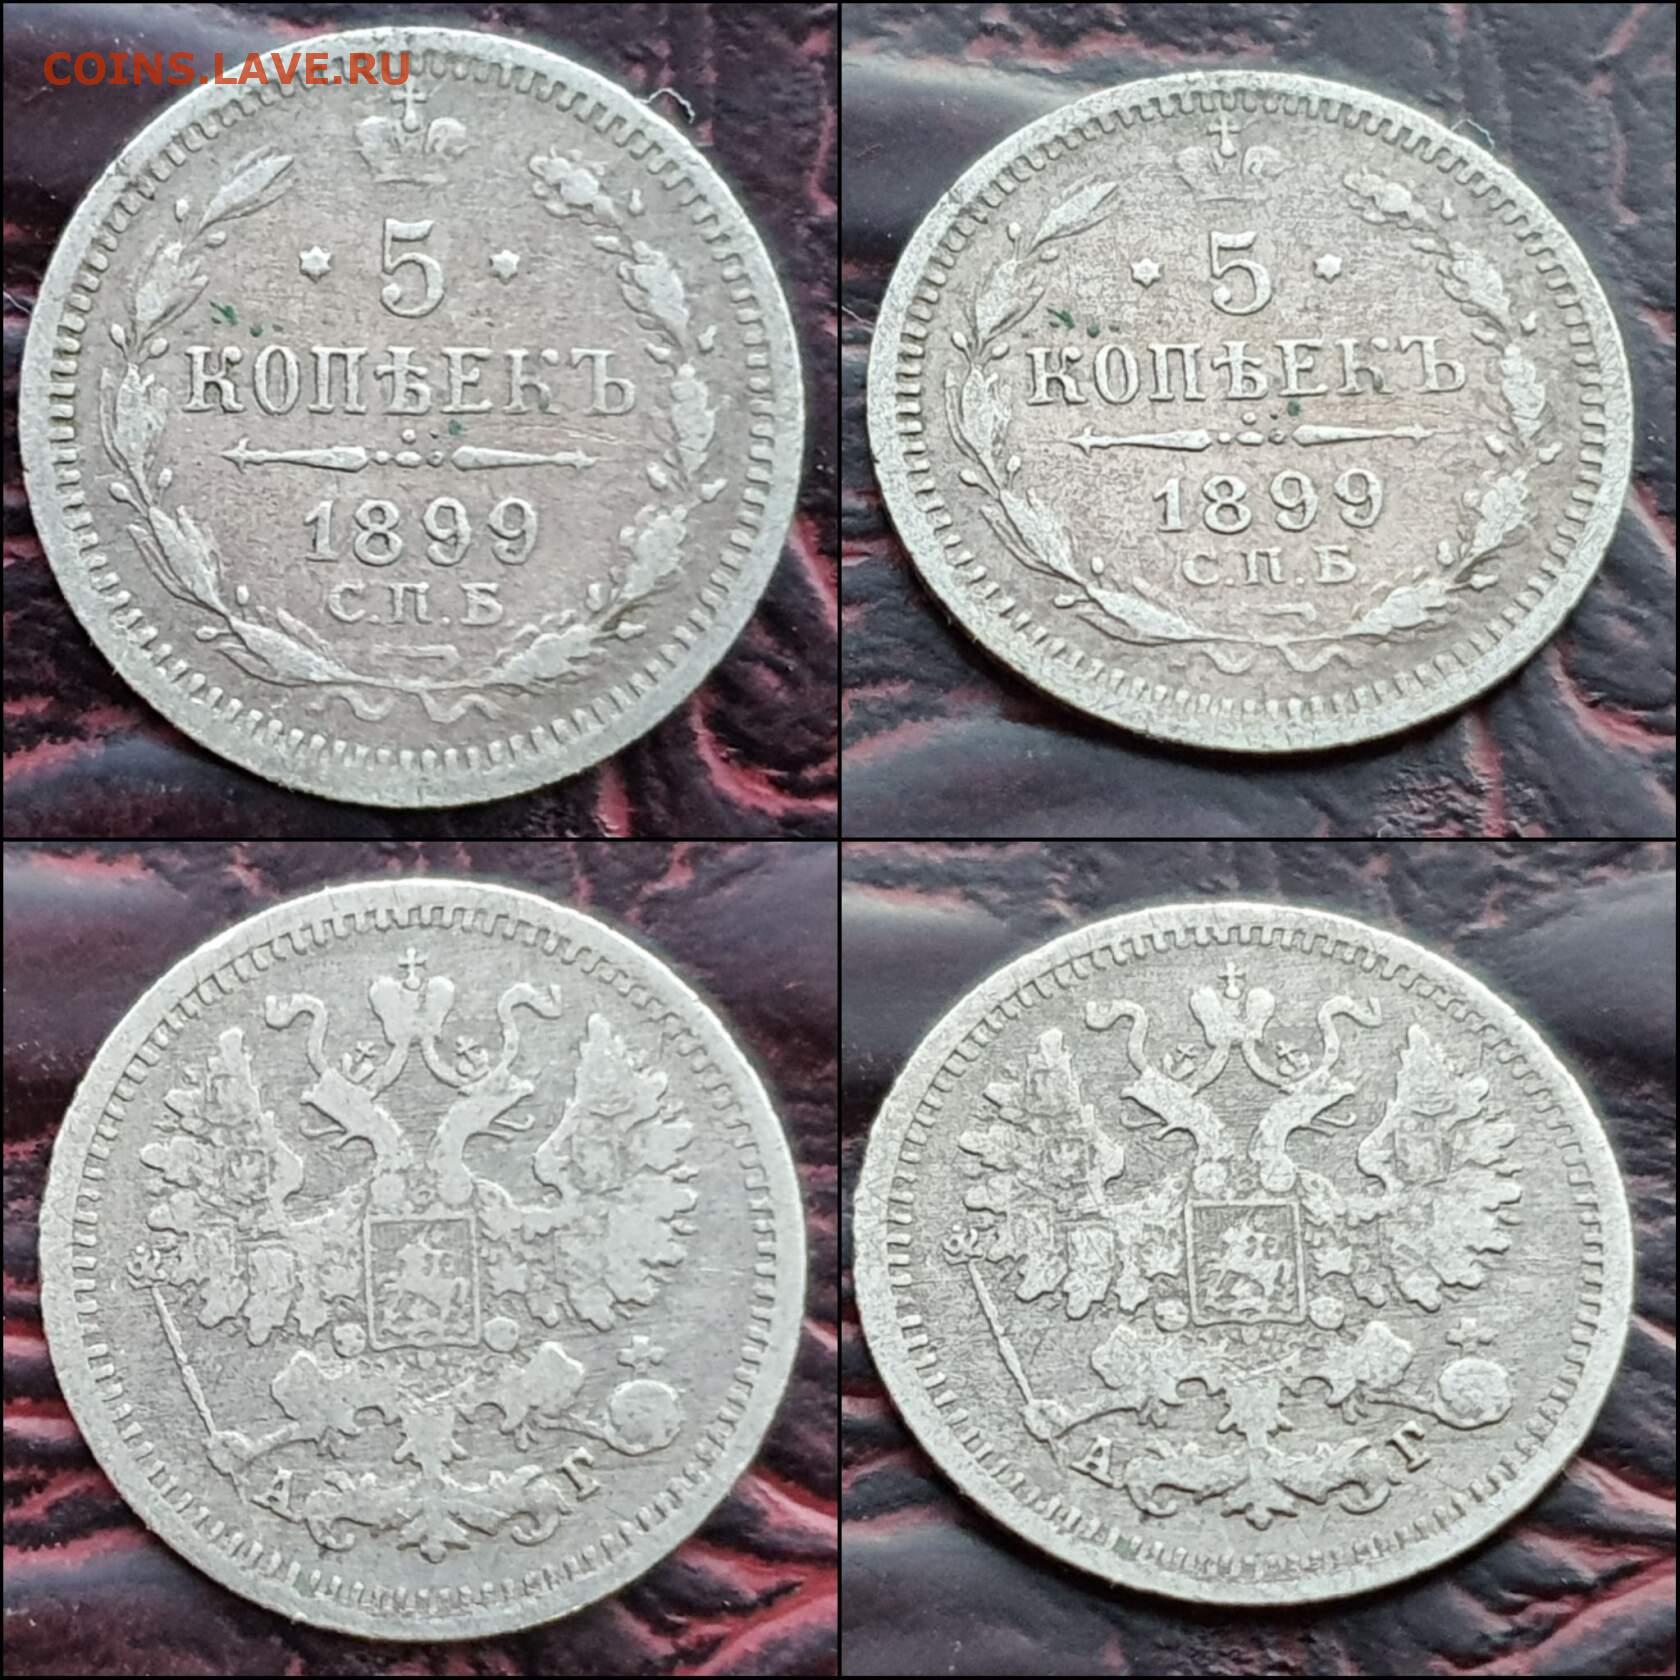 COINS.LAVE.RU
5
КОПѢЕКЪ
1899
С.П.Б
5
КОПѢЕКЪ
1899
С.П.Б
А Г
А Г